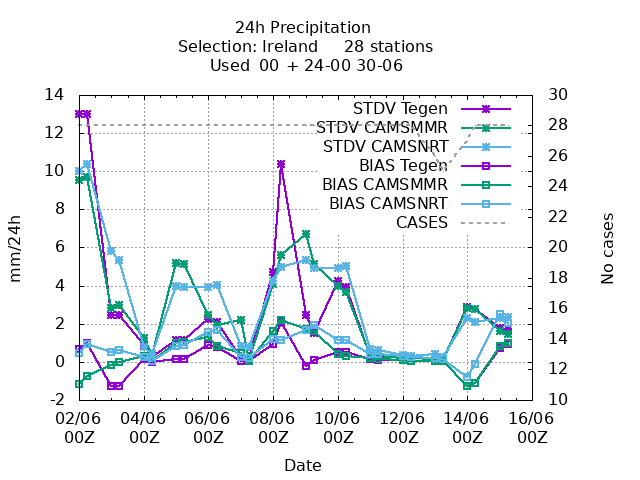 24h Precipitation
Selection: Ireland 28 stations
Used 00 + 24-00 30-06
14
12
10
8
6
4
2
0
-2
mm/24h
30
28
26
24
22
20
18
16
14
12
10
No cases
STDV Tegen
STDV CAMSMMR
STDV CAMSNRT
BIAS Tegen
BIAS CAMSMMR
BIAS CAMSNRT
CASES
02/06 04/06 06/06 08/06 10/06 12/06 14/06 16/06
00Z 00Z 00Z 00Z 00Z 00Z 00Z 00Z
Date